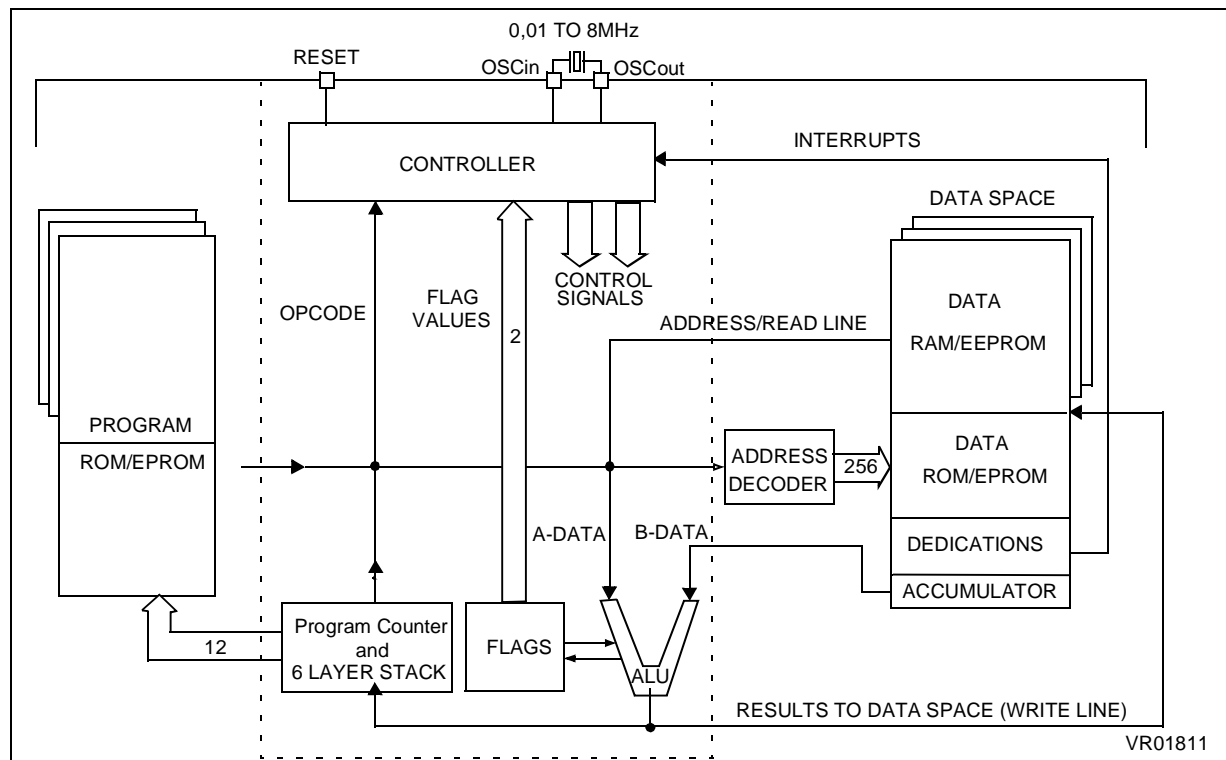 0,01 TO 8MHz
RESET
OSCin
OSCout
INTERRUPTS
CONTROLLER
DATA SPACE
CONTROL
SIGNALS
OPCODE
FLAG
VALUES
2
ADDRESS/READ LINE
DATA
RAM/EEPROM
PROGRAM
ROM/EPROM
ADDRESS
DECODER
256
DATA
ROM/EPROM
A-DATA
B-DATA
DEDICATIONS
ACCUMULATOR
12
Program Counter
and
6 LAYER STACK
FLAGS
ALU
RESULTS TO DATA SPACE (WRITE LINE)
VR01811